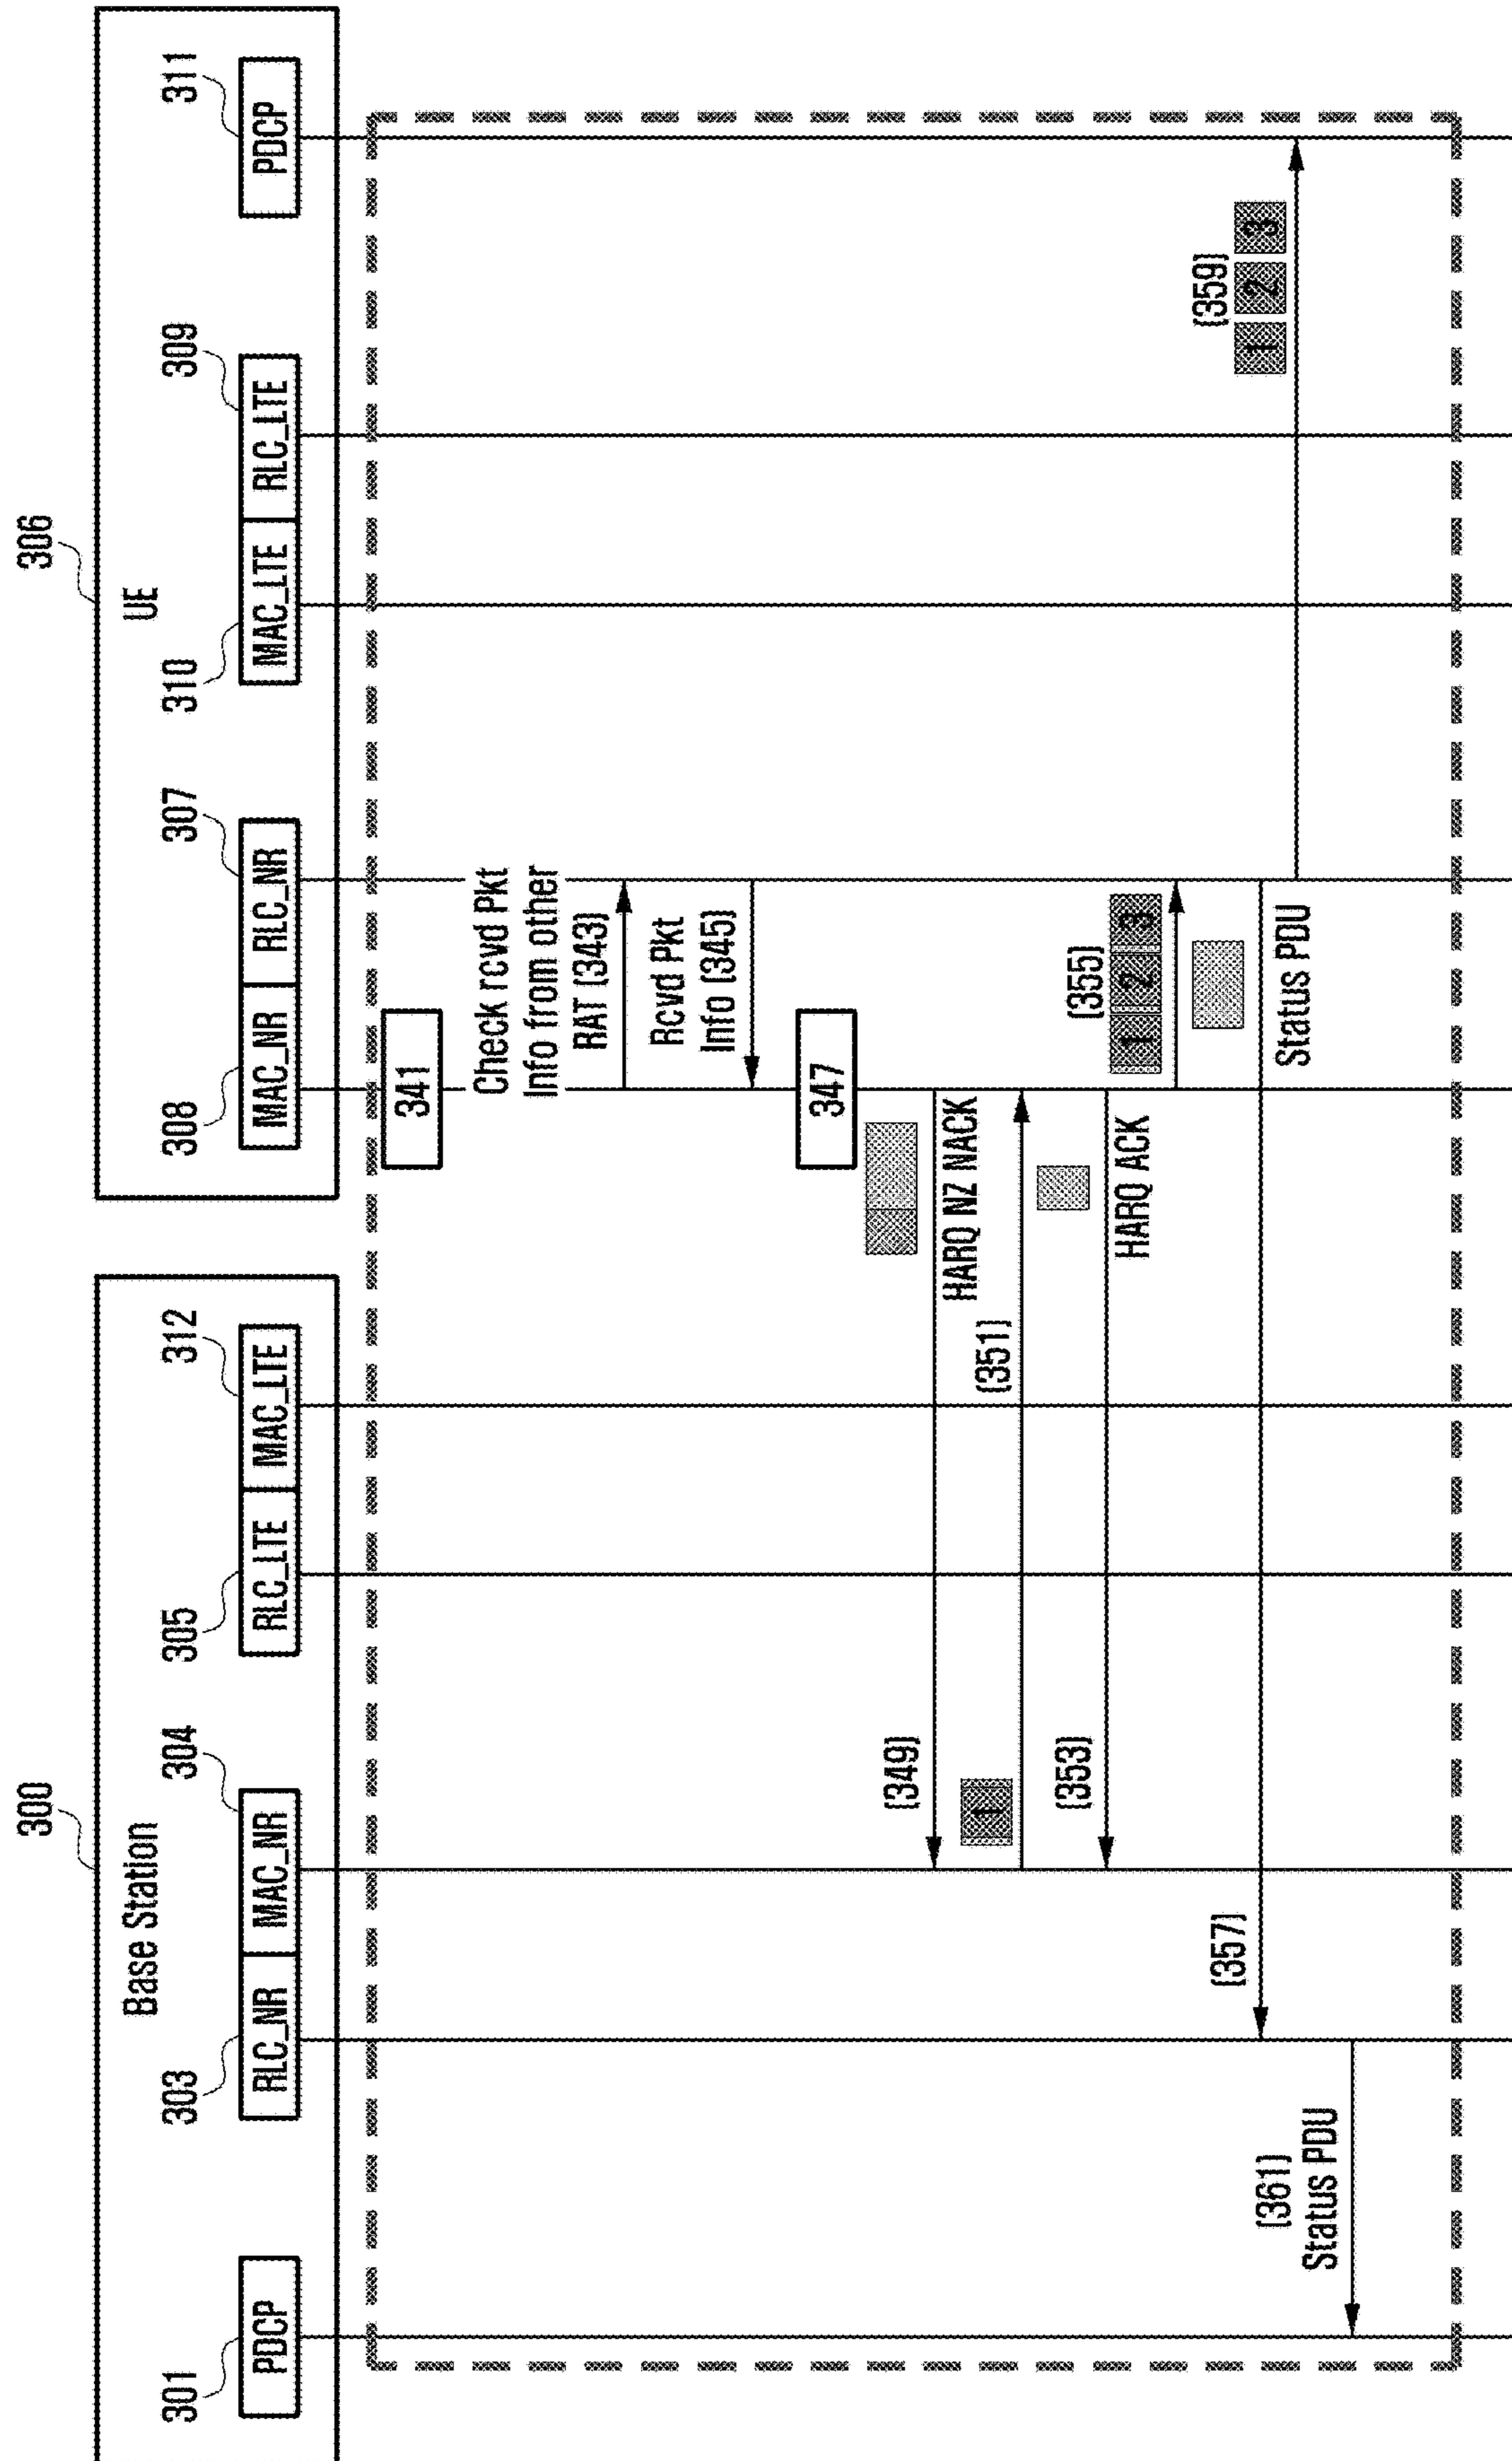 300
306
Base Station
UE
301
303
304
305
312
308
307
310
309
311
PDCP
RLC_NR
MAC_NR
RLC_LTE
MAC_LTE
MAC_NR
RLC_NR
MAC_LTE
RLC_LTE
PDCP
341
Check rcvd Pkt
Info from other
RAT (343)
Rcvd Pkt
Info (345)
347
(349)
HARQ NZ NACK
1
(351)
(353)
HARQ ACK
(355)
1 2 3
(357)
Status PDU
(359)
1 2 3
(361)
Status PDU